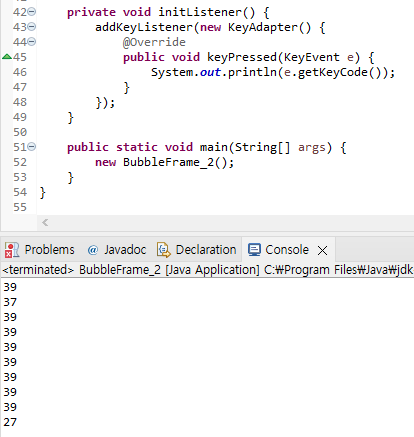 42    private void initListener() {
43        addKeyListener(new KeyAdapter() {
44            @Override
45            public void keyPressed(KeyEvent e) {
46                System.out.println(e.getKeyCode());
47            }
48        });
49    }
50
51    public static void main(String[] args) {
52        new BubbleFrame_2();
53    }
54 }
55
Problems @ Javadoc Declaration Console
<terminated> BubbleFrame_2 [Java Application] C:₩Program Files₩Java₩jdk
39
37
39
39
39
39
39
39
39
27